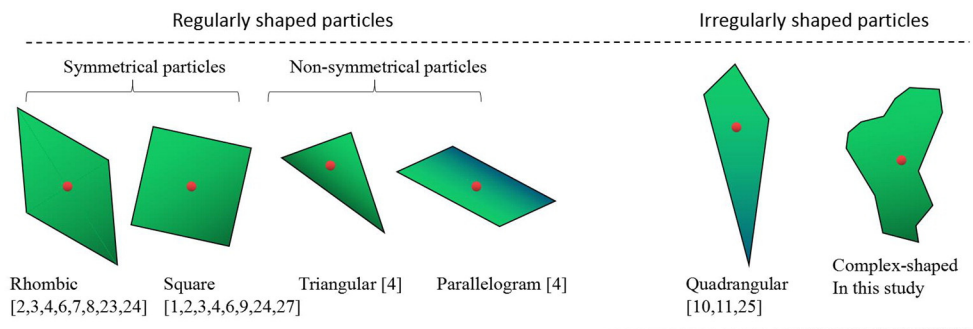 Regularly shaped particles
Irregularly shaped particles
Symmetrical particles
Non-symmetrical particles
Rhombic
[2,3,4,6,7,8,23,24]
Square
[1,2,3,4,6,9,24,27]
Triangular [4]
Parallelogram [4]
Quadrangular
[10,11,25]
Complex-shaped
In this study